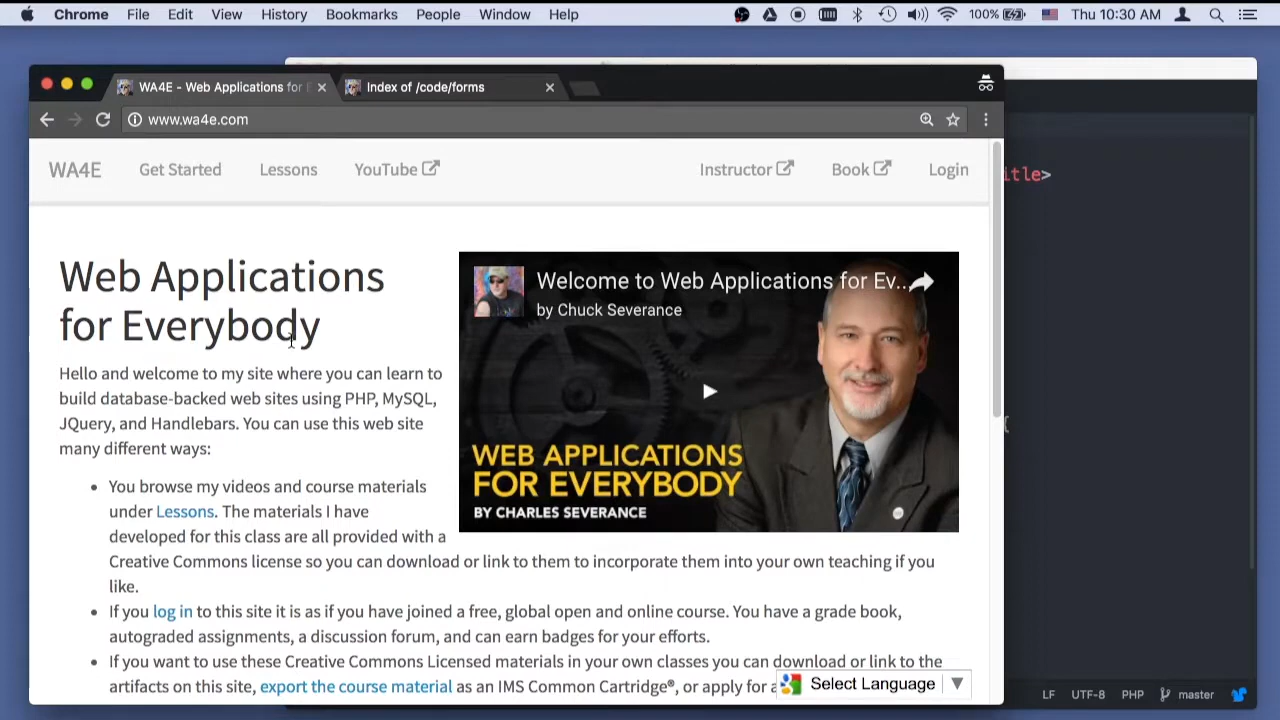 Chrome File Edit View History Bookmarks People Window Help 100% Thu 10:30 AM
WA4E - Web Applications for
Index of /code/forms
www.wa4e.com
WA4E Get Started Lessons YouTube Instructor Book Login
itle>
Web Applications
for Everybody
Hello and welcome to my site where you can learn to
build database-backed web sites using PHP, MySQL,
JQuery, and Handlebars. You can use this web site
many different ways:
Welcome to Web Applications for Ev...
by Chuck Severance
WEB APPLICATIONS
FOR EVERYBODY
BY CHARLES SEVERANCE
{
• You browse my videos and course materials
under Lessons. The materials I have
developed for this class are all provided with a
Creative Commons license so you can download or link to them to incorporate them into your own teaching if you
like.
• If you log in to this site it is as if you have joined a free, global open and online course. You have a grade book,
autograded assignments, a discussion forum, and can earn badges for your efforts.
• If you want to use these Creative Commons Licensed materials in your own classes you can download or link to the
artifacts on this site, export the course material as an IMS Common Cartridge®, or apply for a
Select Language
LF UTF-8 PHP master